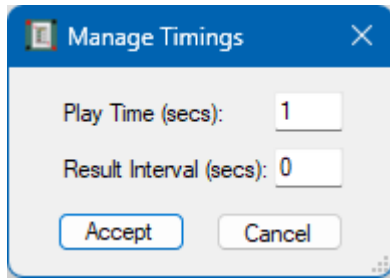 Manage Timings
Play Time (secs): 1
Result Interval (secs): 0
Accept Cancel